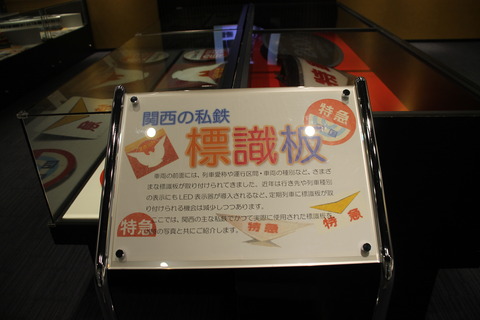 関西の私鉄
特急
標識板
車両の前面には、列車愛称や運行区間・車両の種別など、さまざ
まな標識板が取り付けられてきました。近年は行き先や列車種別
の表示にもLED表示器が導入されるなど、定期列車に標識板が取
り付けられる機会は減少しつつあります。
ここでは、関西の主な私鉄でかつて実際に使用された標識板を、
の写真と共にご紹介します。
特急
特急
特急